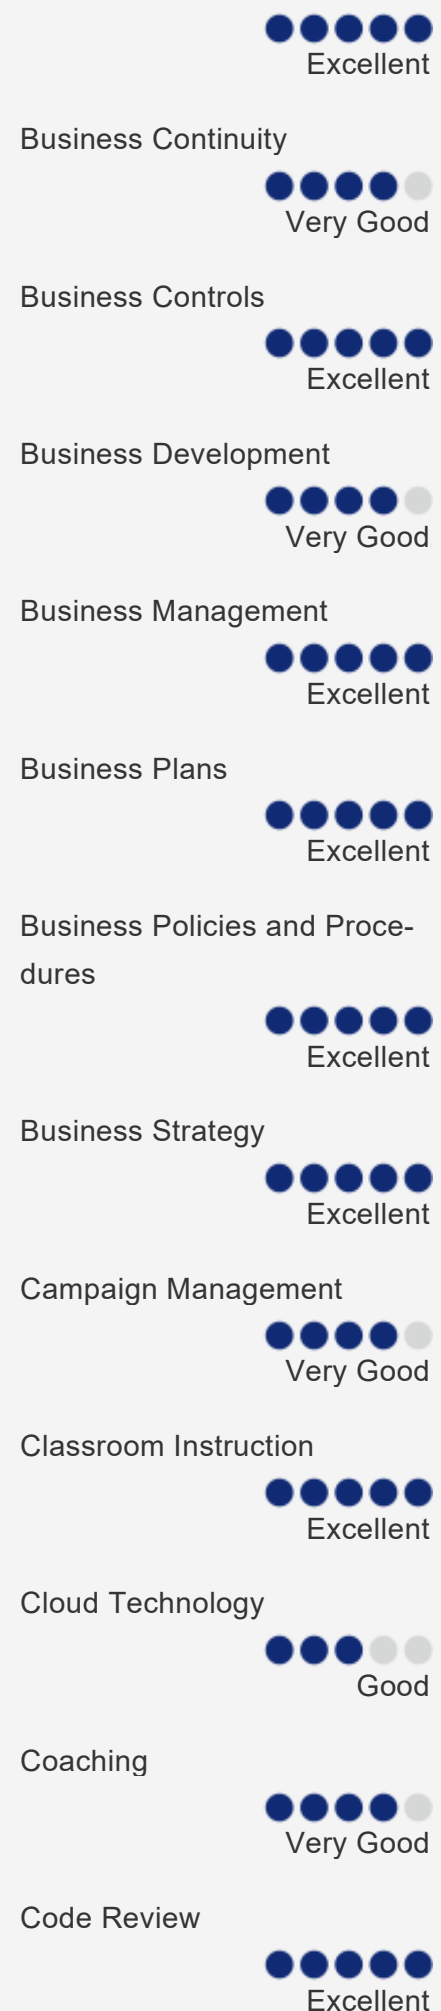 Excellent
Business Continuity
Very Good
Business Controls
Excellent
Business Development
Very Good
Business Management
Excellent
Business Plans
Excellent
Business Policies and Proce-
dures
Excellent
Business Strategy
Excellent
Campaign Management
Very Good
Classroom Instruction
Excellent
Cloud Technology
Good
Coaching
Very Good
Code Review
Excellent